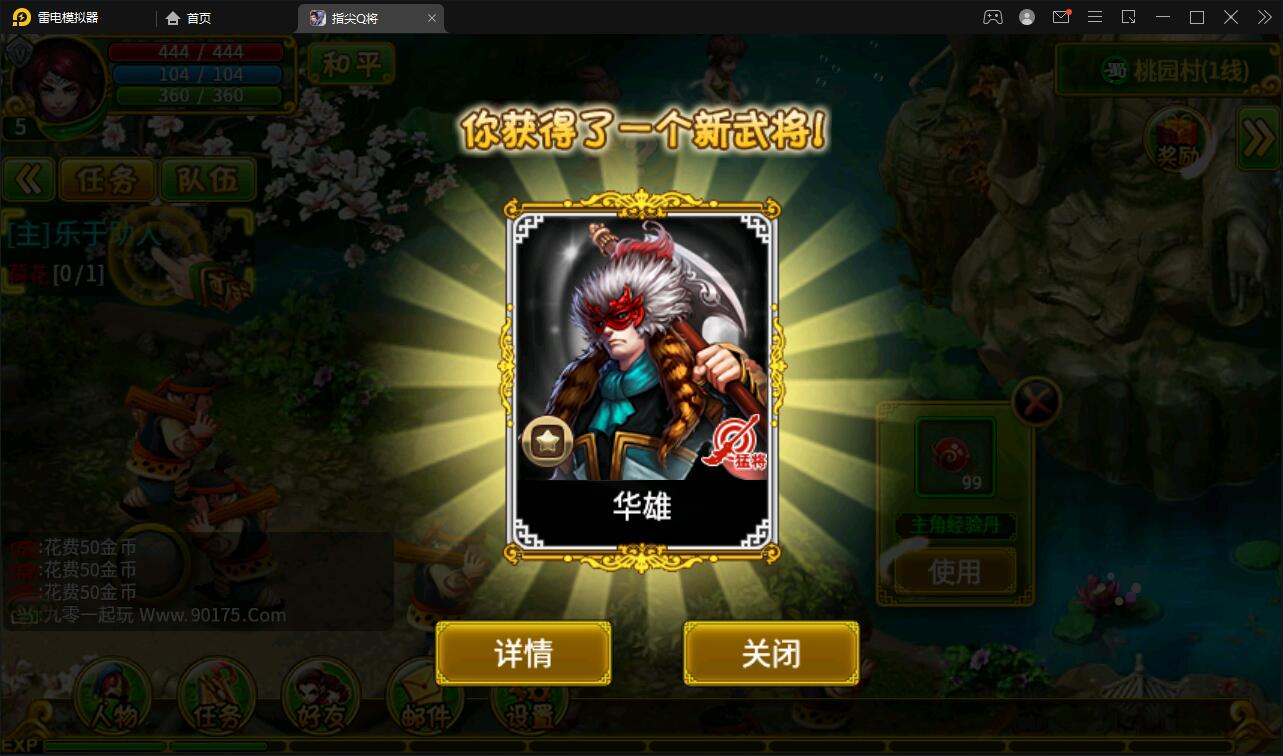 雷电模拟器
首页
指尖Q将
444 / 444
104 / 104
360 / 360
5
和平
蜀 桃园村(1线)
奖励
任务
队伍
你获得了一个新武将!
[主]乐于助人
荷花[0/1]
猛将
华雄
99
主角经验丹
使用
:花费50金币
:花费50金币
:花费50金币
:九零一起玩 Www.90175.Com
详情
关闭
人物
任务
好友
邮件
设置
EXP